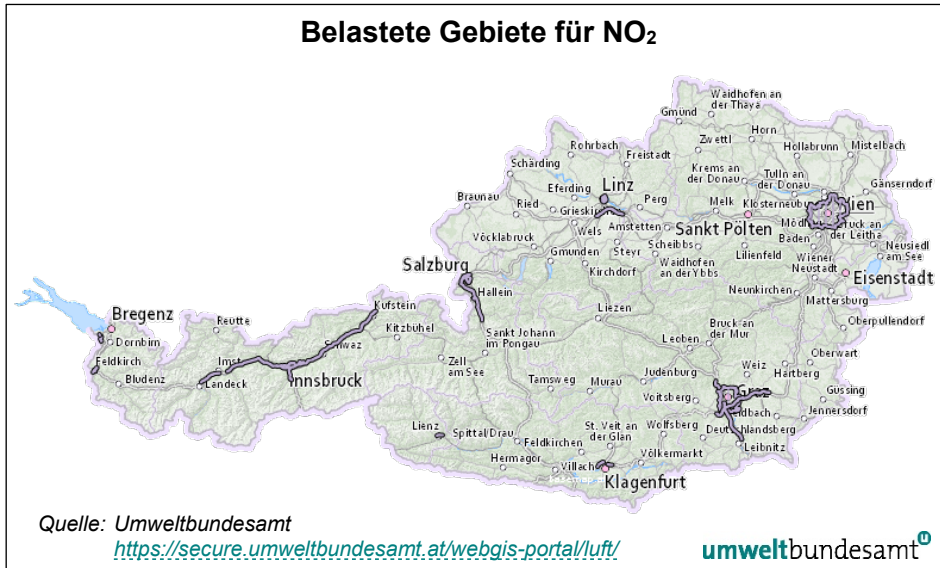 Belastete Gebiete für NO₂
Waidhofen an
der Thaya
Gmünd
Zwettl
Horn
Hollabrunn
Mistelbach
Rohrbach
Freistadt
Schärding
Krems an
der Donau
Tulln an
der Donau
Gänserndorf
Linz
Eferding
Perg
Melk
Klosterneu
Braunau
Ried
Grieskir
Amstetten
Sankt Pölten
Wien
Möd
Bruck an
der Leitha
Wels
Steyr
Scheibbs
Baden
Vöcklabruck
Gmunden
Waidhofen
an der Ybbs
Lilienfeld
Wiener
Neustadt
Neusiedl
am See
Salzburg
Kirchdorf
Eisenstadt
Hallein
Neunkirchen
Mattersburg
Kufstein
Liezen
Bregenz
Reutte
Sankt Johann
im Pongau
Bruck an
der Mur
Oberpullendorf
Dornbirn
Kitzbühel
Schwaz
Leoben
Feldkirch
Imst
Zell
am See
Weiz
Oberwart
Bludenz
Landeck
Innsbruck
Tamsweg
Murau
Judenburg
Hartberg
Voitsberg
Graz
Güssing
Feldbach
Jennersdorf
Lienz
Spittal/Drau
Feldkirchen
St. Veit an
der Glan
Wolfsberg
Deutschlandsberg
Leibnitz
Hermagor
Villach
Völkermarkt
Klagenfurt
Quelle: Umweltbundesamt
https://secure.umweltbundesamt.at/webgis-portal/luft/
umweltbundesamt